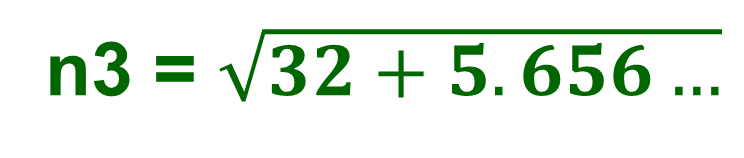 n3 = √32 + 5.656 ...